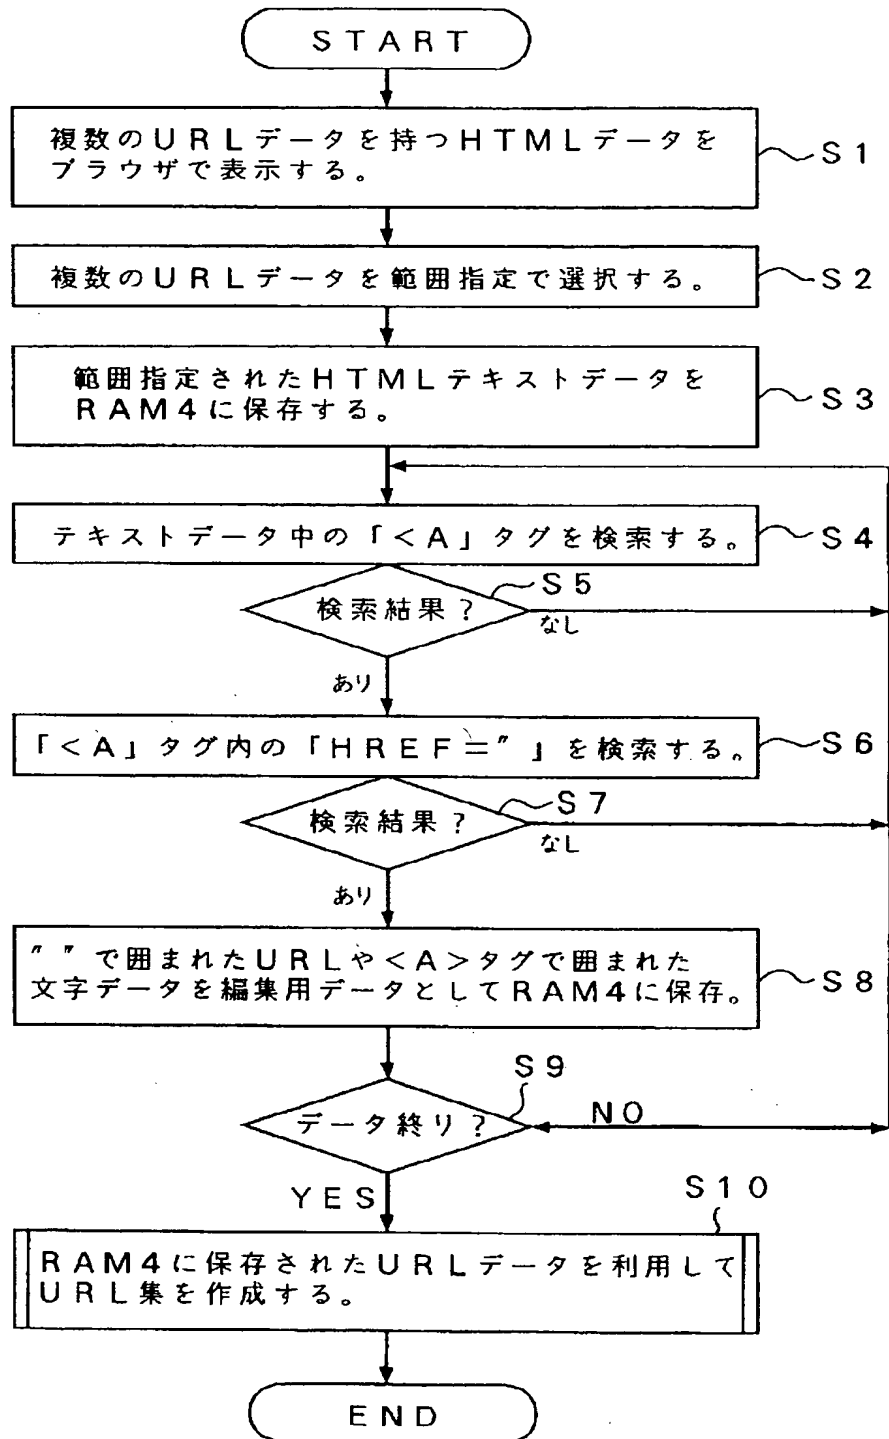 START
複数のURLデータを持つHTMLデータを
ブラウザで表示する。
S1
複数のURLデータを範囲指定で選択する。
S2
範囲指定されたHTMLテキストデータを
RAM4に保存する。
S3
テキストデータ中の「<A」タグを検索する。
S4
S5
検索結果?
なし
あり
「<A」タグ内の「HREF=″」を検索する。
S6
S7
検索結果?
なし
あり
″″で囲まれたURLや<A>タグで囲まれた
文字データを編集用データとしてRAM4に保存。
S8
S9
データ終り?
NO
YES
S10
RAM4に保存されたURLデータを利用して
URL集を作成する。
END